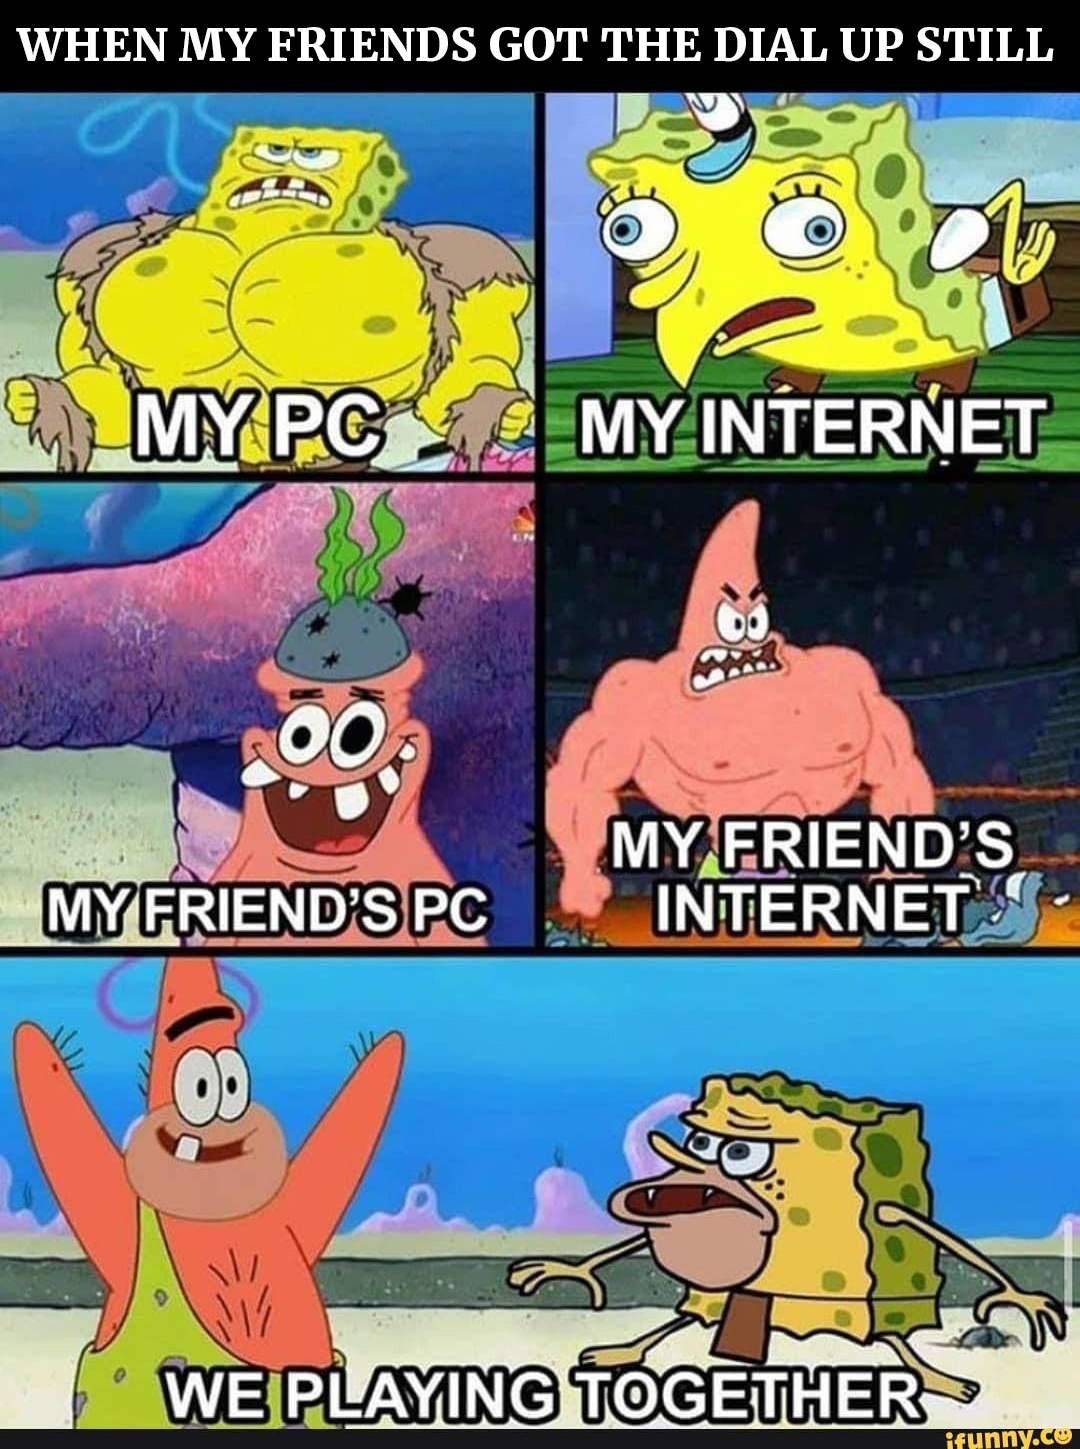 WHEN MY FRIENDS GOT THE DIAL UP STILL
MY PC
MY INTERNET
MY FRIEND'S PC
MY FRIEND'S
INTERNET
WE PLAYING TOGETHER
ifunny.co